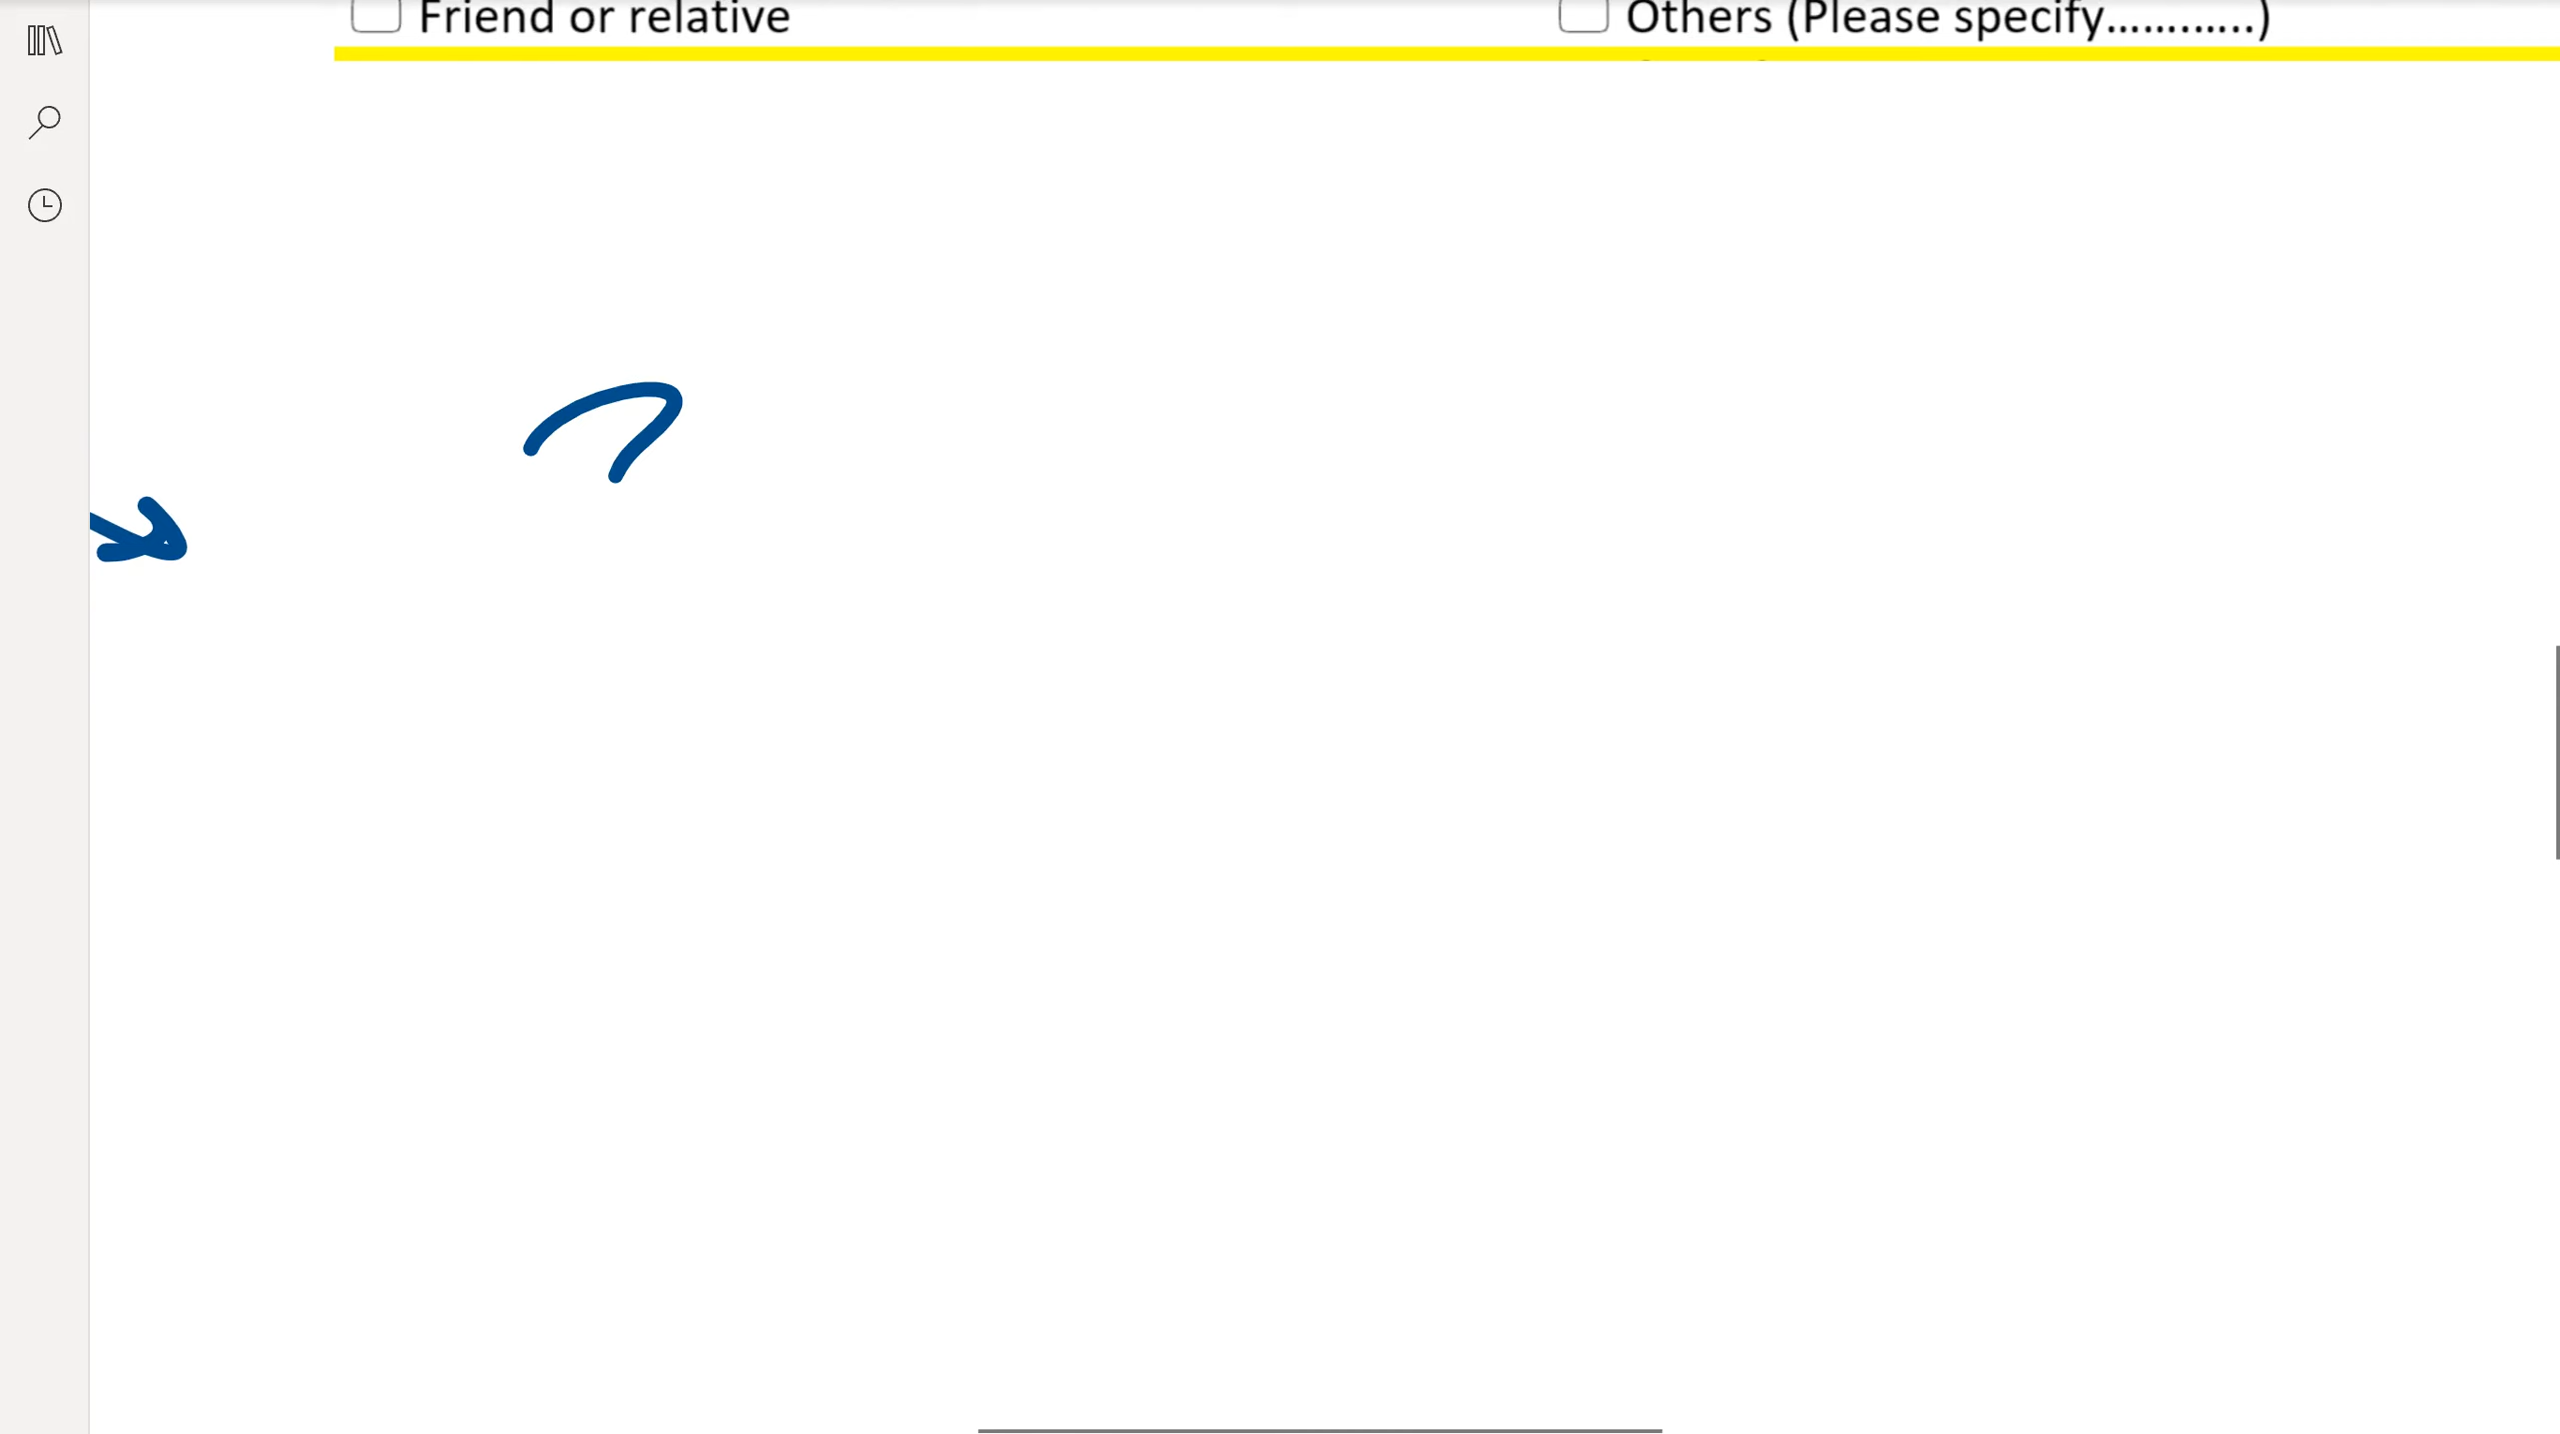 Friend or relative
Others (Please specify............)